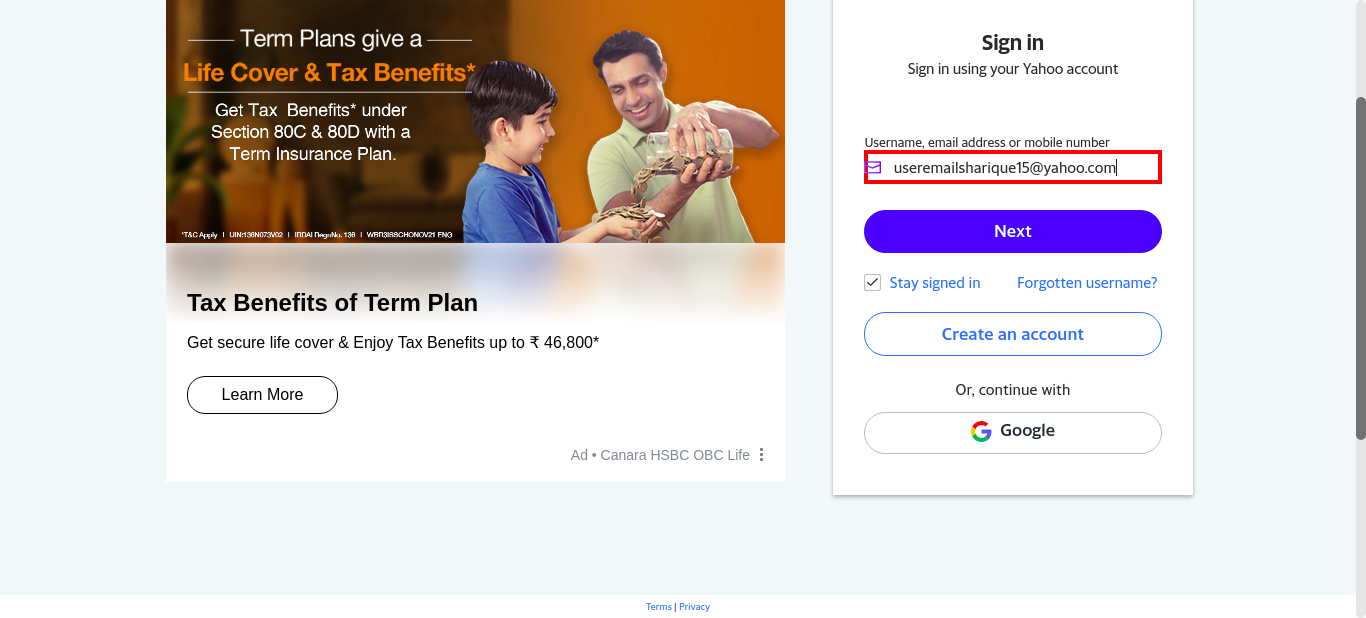 Term Plans give a
Life Cover & Tax Benefits*
Get Tax Benefits* under
Section 80C & 80D with a
Term Insurance Plan.
*T&C Apply | UIN:136N073V02 | IRDAI RegnNo. 136 | WBR3ISSCHONOV21 ENG
Tax Benefits of Term Plan
Get secure life cover & Enjoy Tax Benefits up to ₹ 46,800*
Learn More
Ad • Canara HSBC OBC Life
Sign in
Sign in using your Yahoo account
Username, email address or mobile number
useremailsharique15@yahoo.com
Next
Stay signed in
Forgotten username?
Create an account
Or, continue with
Google
Terms | Privacy